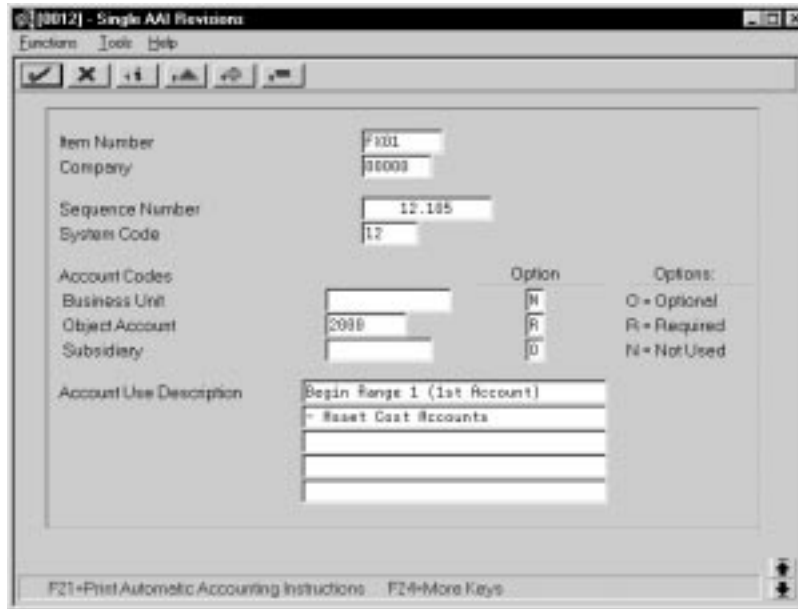 [0012] - Single AAI Revisions
Functions Tools Help
Item Number FX01
Company 00000
Sequence Number 12.105
System Code 12
Account Codes Option Options:
Business Unit N O = Optional
Object Account 2000 R R = Required
Subsidiary O N = Not Used
Account Use Description Begin Range 1 (1st Account)
- Asset Cost Accounts
F21=Print Automatic Accounting Instructions F24=More Keys